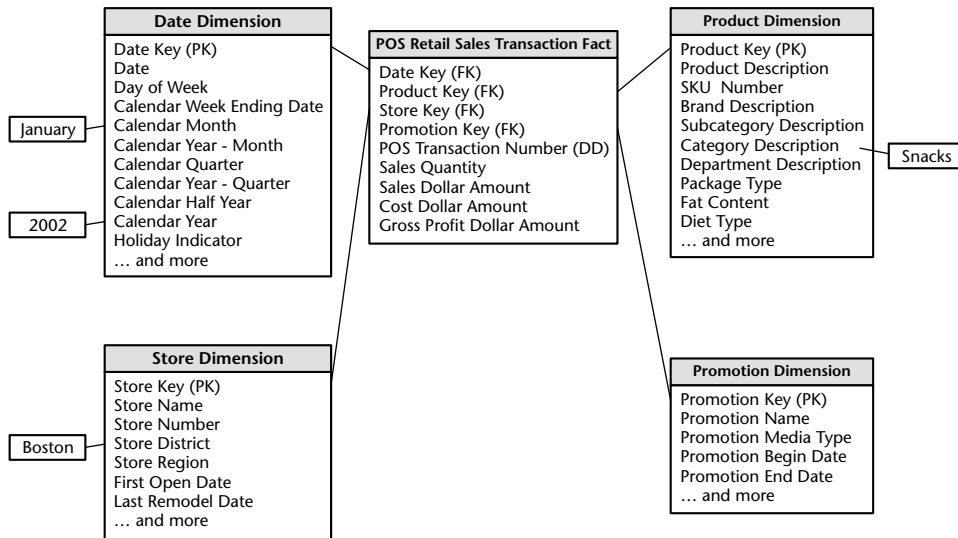 Date Dimension
Date Key (PK)
Date
Day of Week
Calendar Week Ending Date
Calendar Month
Calendar Year - Month
Calendar Quarter
Calendar Year - Quarter
Calendar Half Year
Calendar Year
Holiday Indicator
… and more
January
2002
POS Retail Sales Transaction Fact
Date Key (FK)
Product Key (FK)
Store Key (FK)
Promotion Key (FK)
POS Transaction Number (DD)
Sales Quantity
Sales Dollar Amount
Cost Dollar Amount
Gross Profit Dollar Amount
Product Dimension
Product Key (PK)
Product Description
SKU Number
Brand Description
Subcategory Description
Category Description
Department Description
Package Type
Fat Content
Diet Type
… and more
Snacks
Store Dimension
Store Key (PK)
Store Name
Store Number
Store District
Store Region
First Open Date
Last Remodel Date
… and more
Boston
Promotion Dimension
Promotion Key (PK)
Promotion Name
Promotion Media Type
Promotion Begin Date
Promotion End Date
… and more